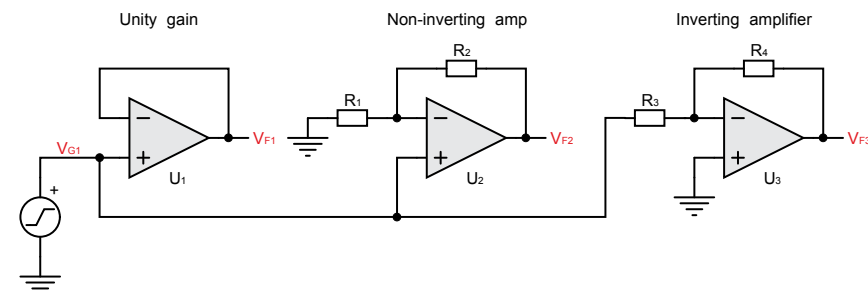 Unity gain
Non-inverting amp
Inverting amplifier
R2
R4
R1
R3
VF1
VF2
VF3
VG1
+
U1
U2
U3